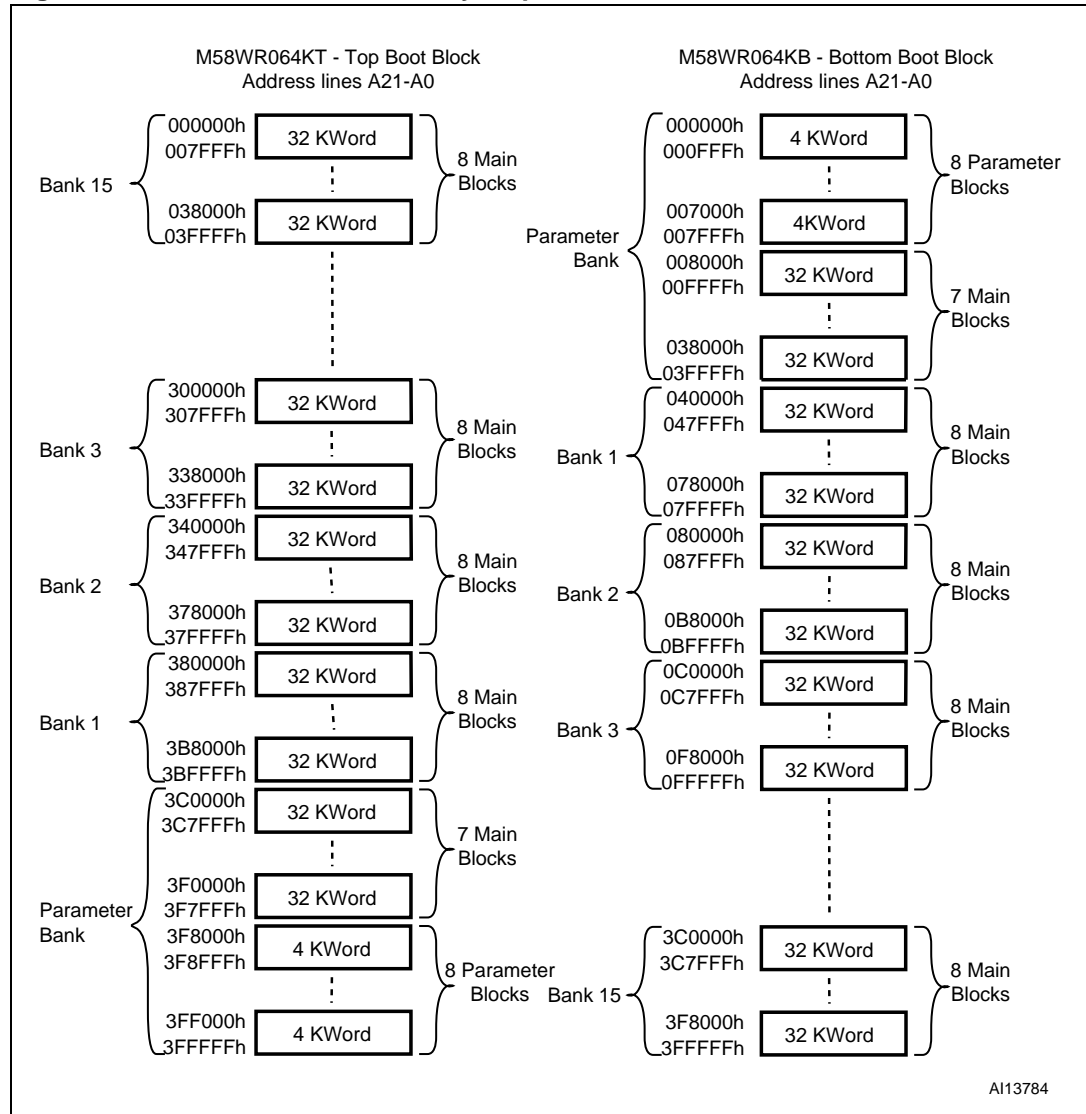 M58WR064KT - Top Boot Block
Address lines A21-A0
Bank 15
000000h
007FFFh
32 KWord
038000h
03FFFFh
32 KWord
8 Main
Blocks
Bank 3
300000h
307FFFh
32 KWord
338000h
33FFFFh
32 KWord
8 Main
Blocks
Bank 2
340000h
347FFFh
32 KWord
378000h
37FFFFh
32 KWord
8 Main
Blocks
Bank 1
380000h
387FFFh
32 KWord
3B8000h
3BFFFFh
32 KWord
8 Main
Blocks
Parameter
Bank
3C0000h
3C7FFFh
32 KWord
3F0000h
3F7FFFh
32 KWord
7 Main
Blocks
3F8000h
3F8FFFh
4 KWord
3FF000h
3FFFFFh
4 KWord
8 Parameter
Blocks
M58WR064KB - Bottom Boot Block
Address lines A21-A0
Parameter
Bank
000000h
000FFFh
4 KWord
007000h
007FFFh
4KWord
8 Parameter
Blocks
008000h
00FFFFh
32 KWord
038000h
03FFFFh
32 KWord
7 Main
Blocks
Bank 1
040000h
047FFFh
32 KWord
078000h
07FFFFh
32 KWord
8 Main
Blocks
Bank 2
080000h
087FFFh
32 KWord
0B8000h
0BFFFFh
32 KWord
8 Main
Blocks
Bank 3
0C0000h
0C7FFFh
32 KWord
0F8000h
0FFFFFh
32 KWord
8 Main
Blocks
Bank 15
3C0000h
3C7FFFh
32 KWord
3F8000h
3FFFFFh
32 KWord
8 Main
Blocks
AI13784